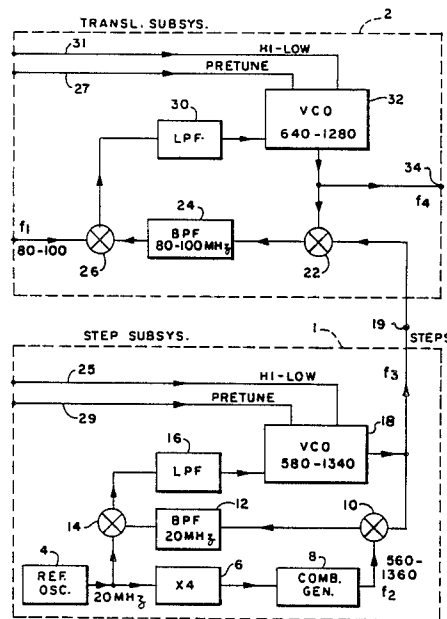 TRANSL. SUBSYS.
2
31
HI-LOW
27
PRETUNE
30
32
LPF
VCO
640-1280
34
24
f1
80-100
BPF
80-100MHz
f4
26
22
19
STEP SUBSYS.
1
STEPS
25
HI-LOW
f3
29
PRETUNE
18
16
LPF
VCO
580-1340
12
10
14
BPF
20MHz
4
6
8
REF.
OSC.
20MHz
X4
COMB.
GEN.
560-
1360
f2